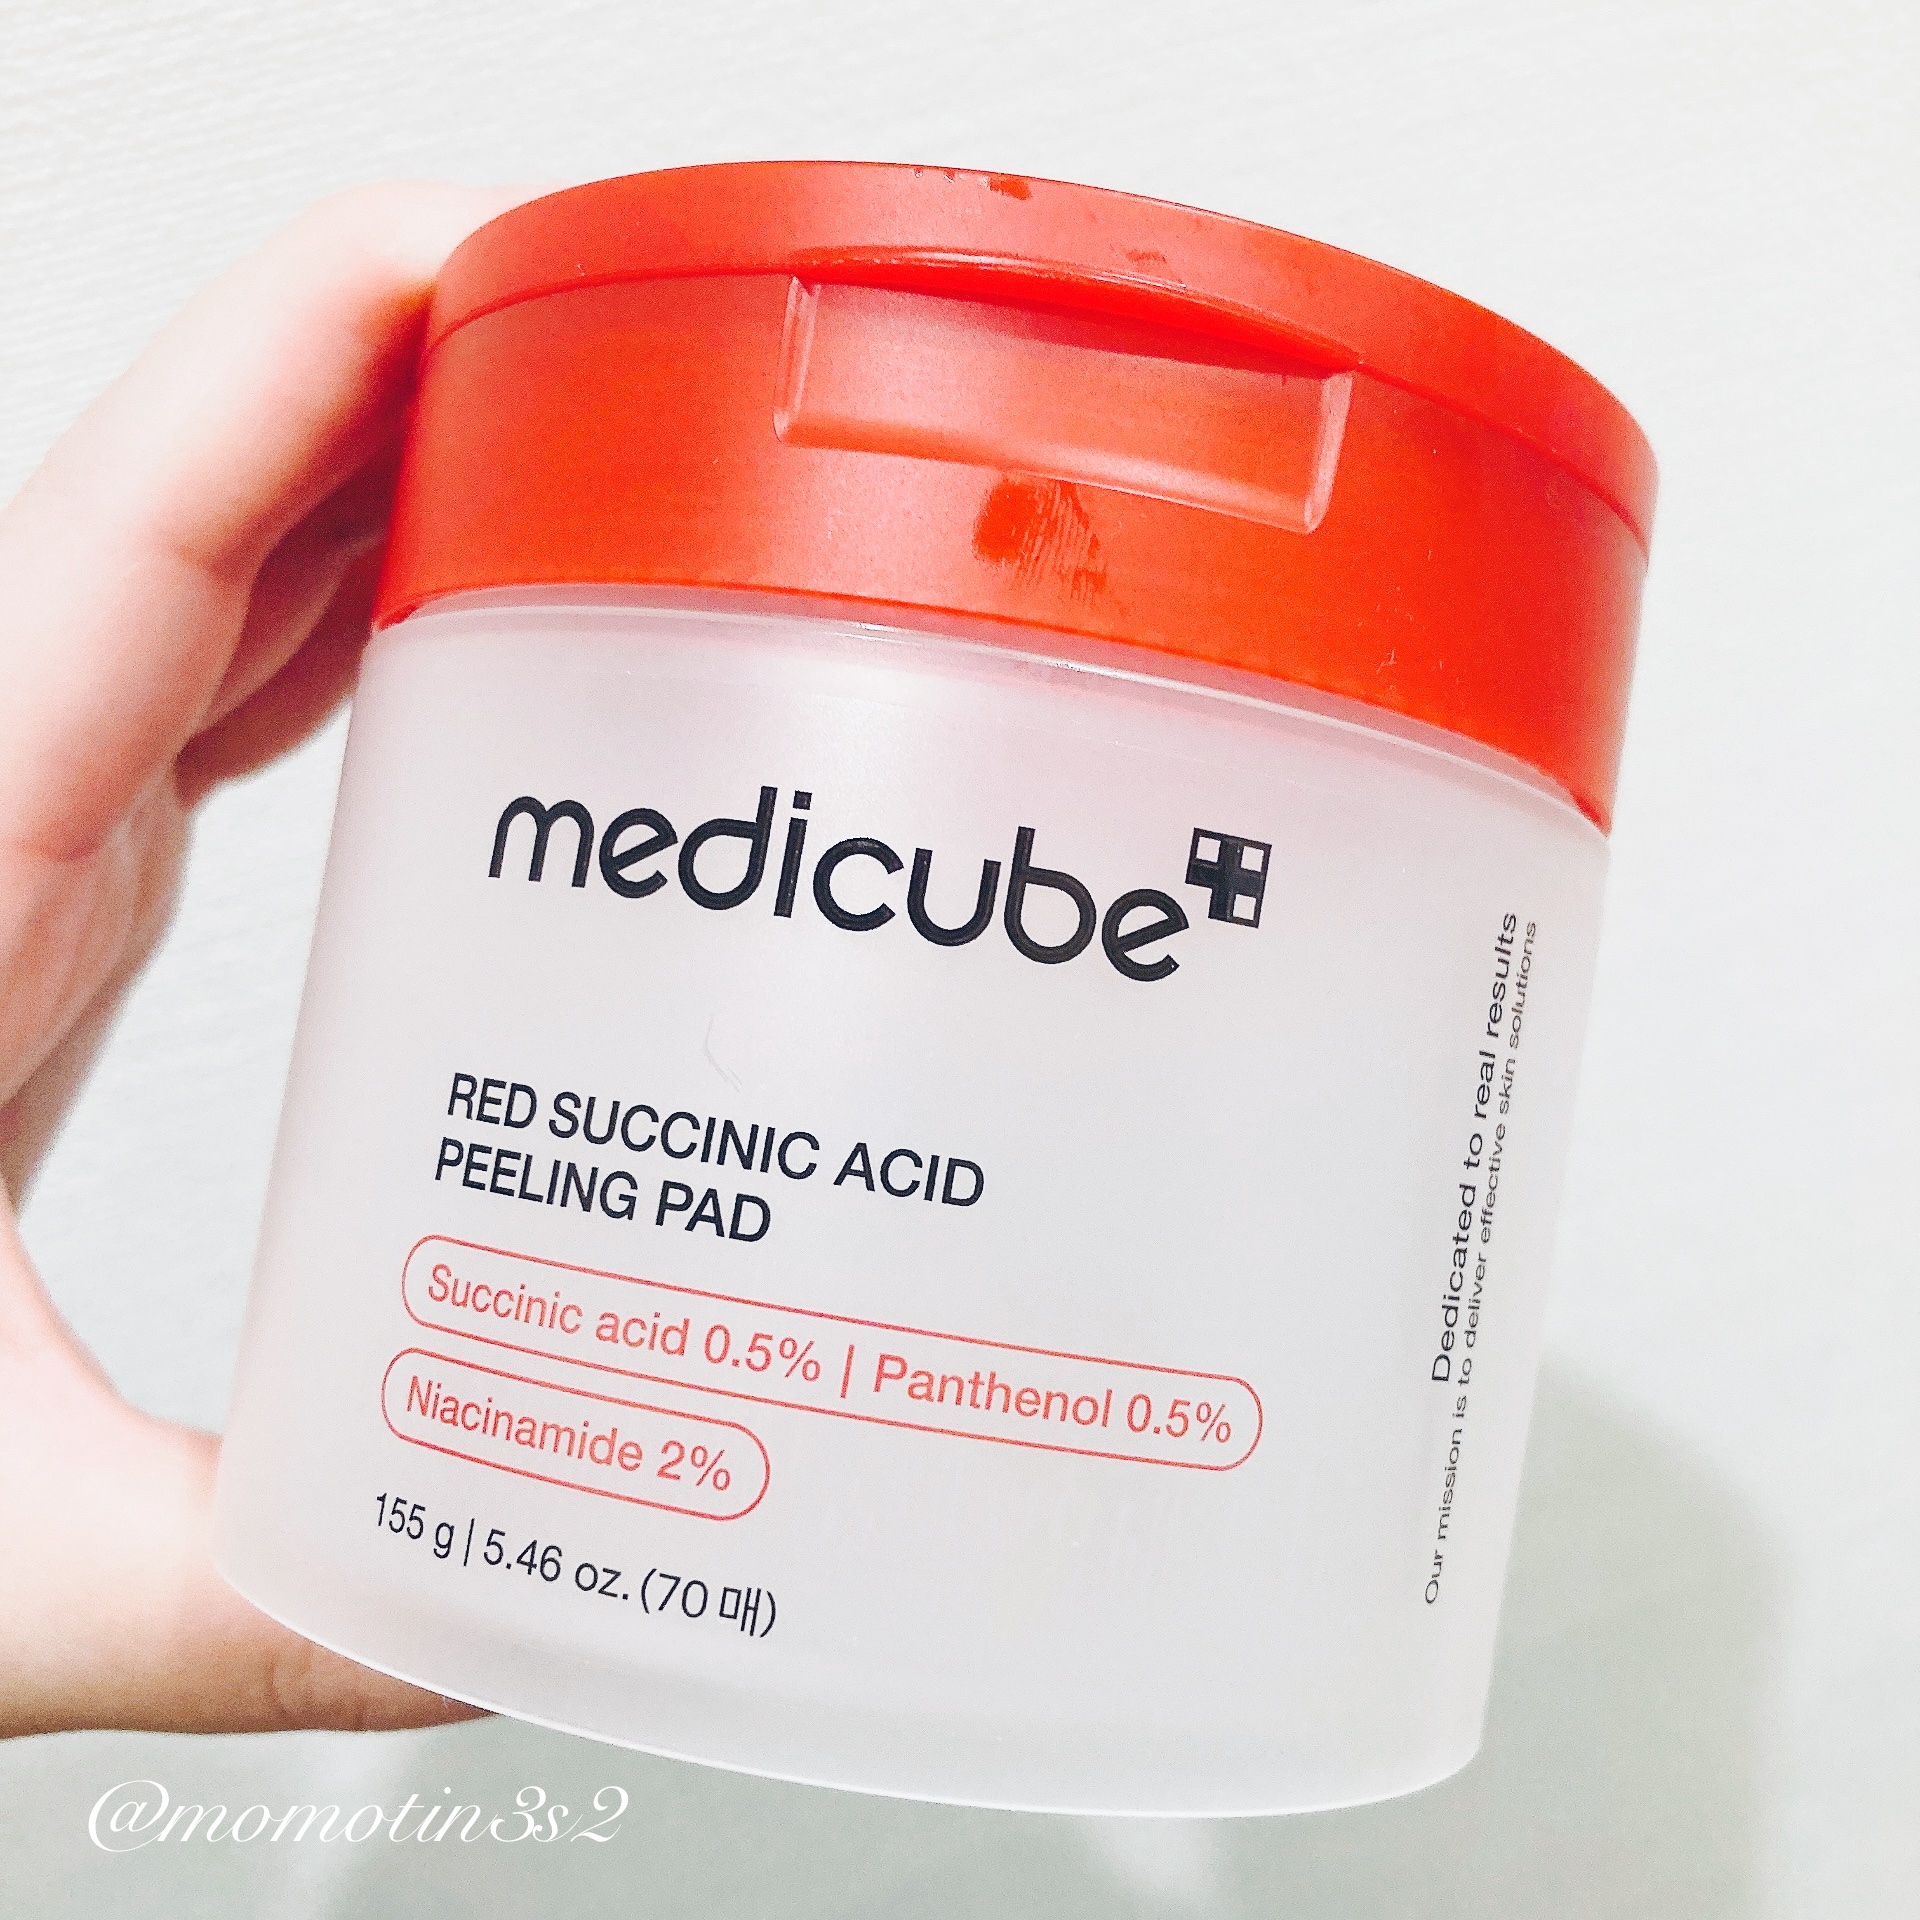 medicube
RED SUCCINIC ACID
PEELING PAD
Succinic acid 0.5% | Panthenol 0.5%
Niacinamide 2%
155 g | 5.46 oz. (70 매)
Dedicated to real results
Our mission is to deliver effective skin solutions
@momotin3s2